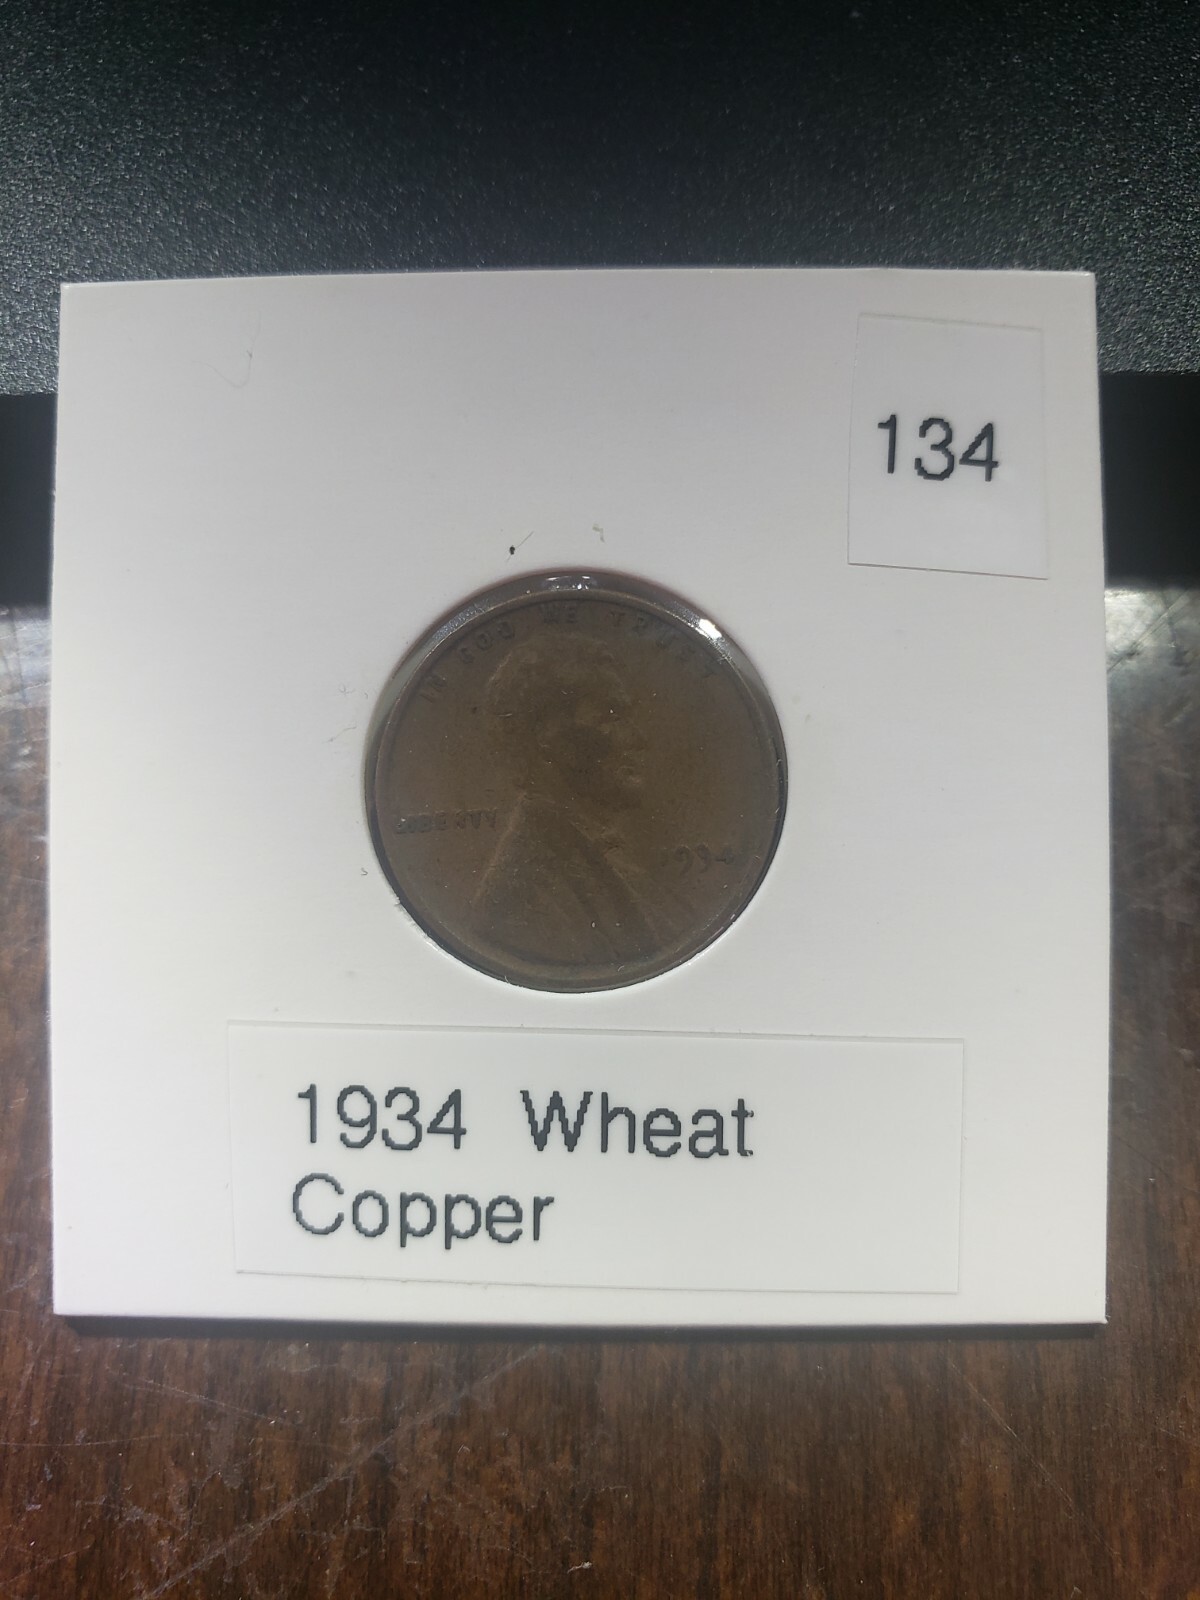 134
IN GOD WE TRUST
LIBERTY
1934
1934 Wheat
Copper